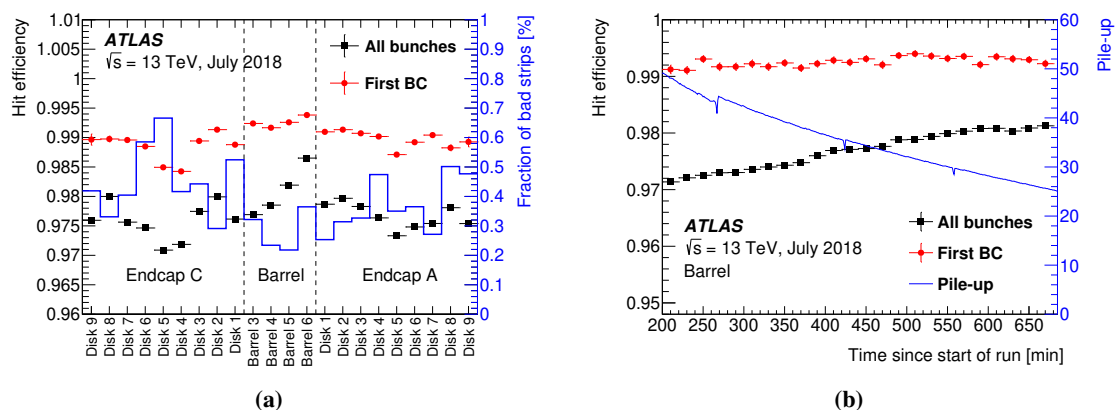 Hit efficiency
1.01
1.005
1
0.995
0.99
0.985
0.98
0.975
0.97
0.965
0.96
ATLAS
√s = 13 TeV, July 2018
All bunches
First BC
Endcap C
Barrel
Endcap A
Disk 9
Disk 8
Disk 7
Disk 6
Disk 5
Disk 4
Disk 3
Disk 2
Disk 1
Barrel 3
Barrel 4
Barrel 5
Barrel 6
Disk 1
Disk 2
Disk 3
Disk 4
Disk 5
Disk 6
Disk 7
Disk 8
Disk 9
1
0.9
0.8
0.7
0.6
0.5
0.4
0.3
0.2
0.1
0
Fraction of bad strips [%]
(a)
Hit efficiency
1
0.99
0.98
0.97
0.96
0.95
ATLAS
√s = 13 TeV, July 2018
Barrel
All bunches
First BC
Pile-up
200 250 300 350 400 450 500 550 600 650
Time since start of run [min]
60
50
40
30
20
10
0
Pile-up
(b)